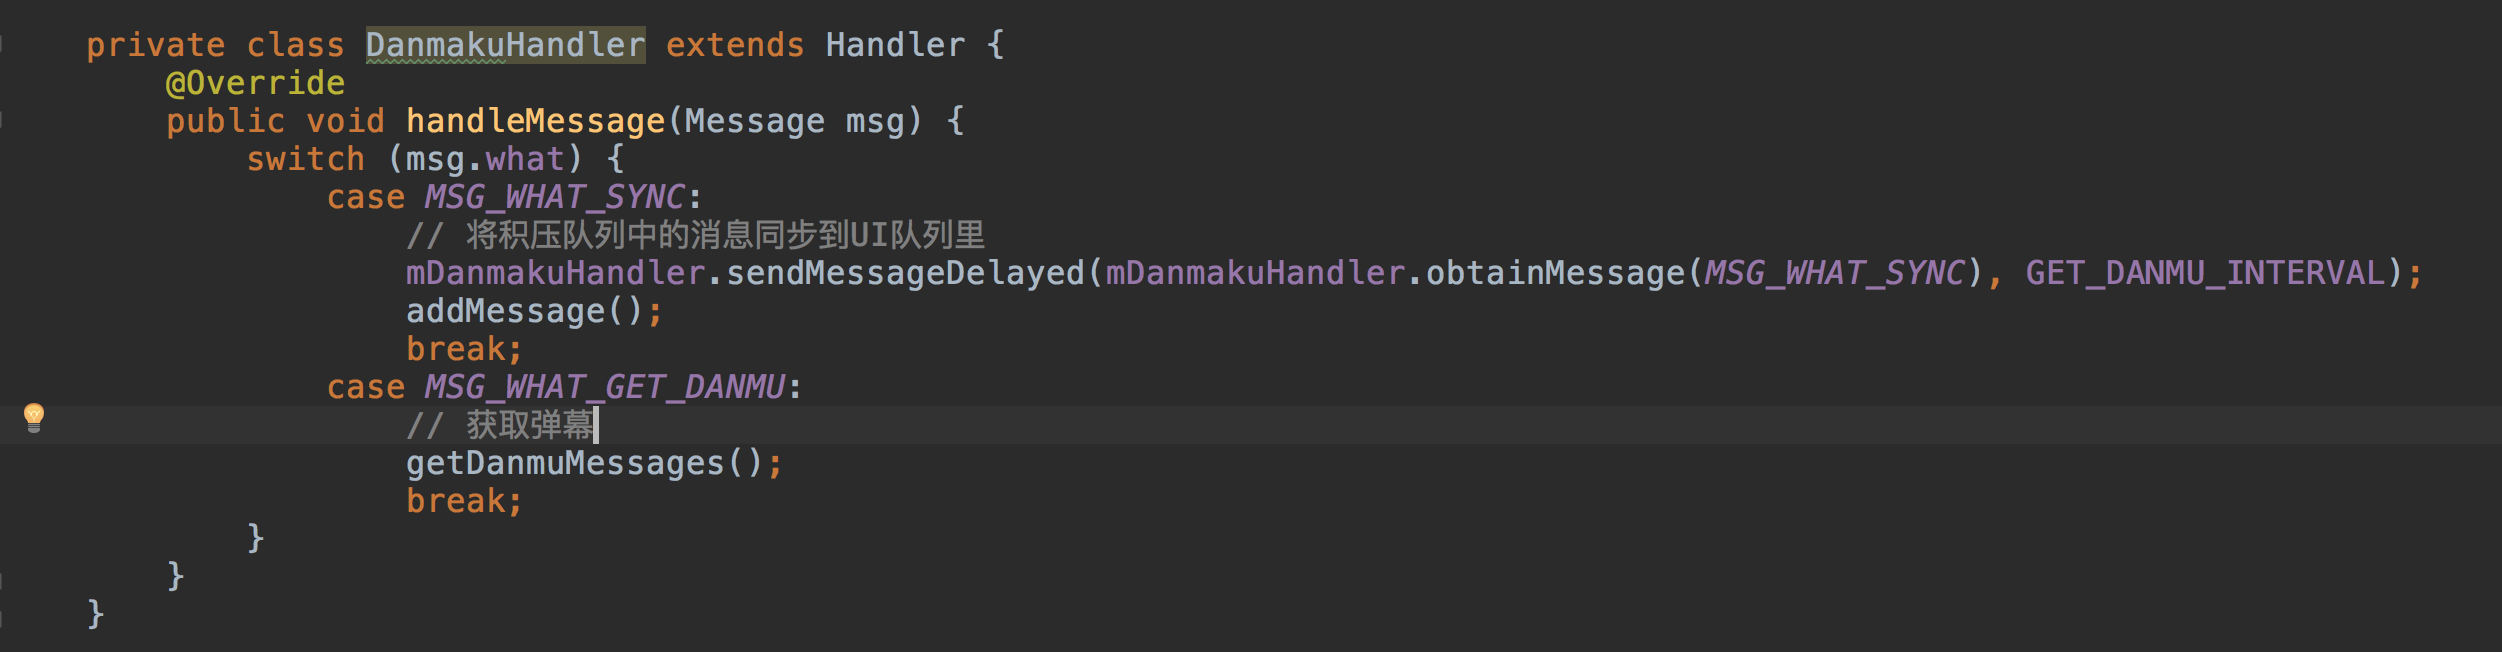 private class DanmakuHandler extends Handler {
@Override
public void handleMessage(Message msg) {
switch (msg.what) {
case MSG_WHAT_SYNC:
// 将积压队列中的消息同步到UI队列里
mDanmakuHandler.sendMessageDelayed(mDanmakuHandler.obtainMessage(MSG_WHAT_SYNC), GET_DANMU_INTERVAL);
addMessage();
break;
case MSG_WHAT_GET_DANMU:
// 获取弹幕
getDanmuMessages();
break;
}
}
}